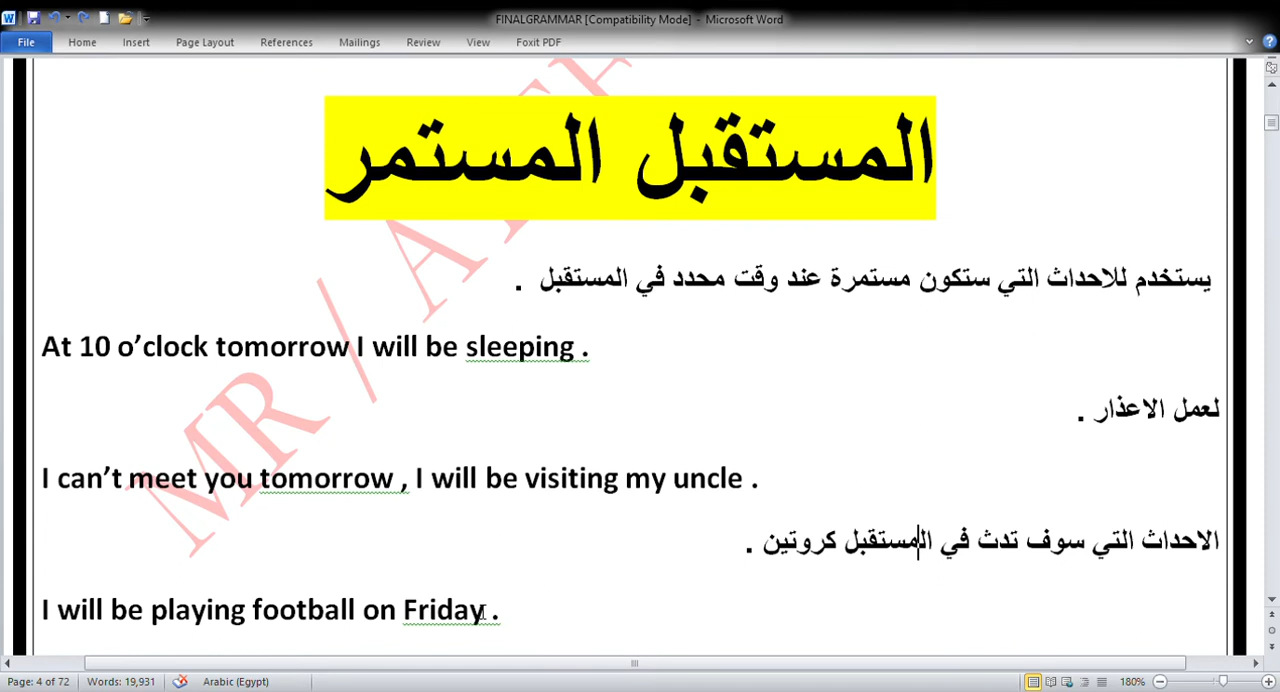 FINALGRAMMAR [Compatibility Mode] - Microsoft Word
File Home Insert Page Layout References Mailings Review View Foxit PDF
المستقبل المستمر
يستخدم للاحداث التي ستكون مستمرة عند وقت محدد في المستقبل .
At 10 o’clock tomorrow I will be sleeping .
لعمل الاعذار .
I can’t meet you tomorrow , I will be visiting my uncle .
الاحداث التي سوف تدث في المستقبل كروتين .
I will be playing football on Friday .
MR / A
Page: 4 of 72 Words: 19,931 Arabic (Egypt) 180%